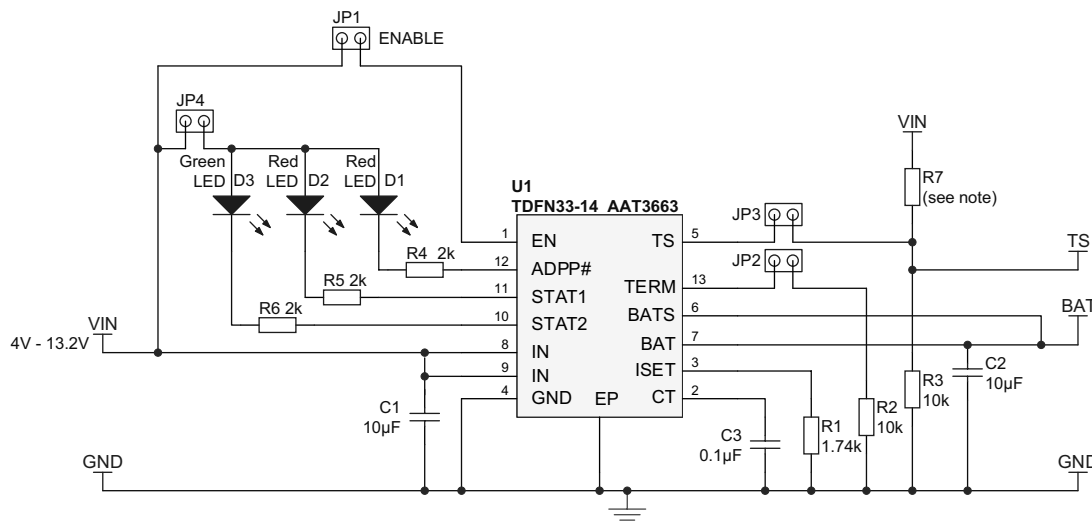 JP1
ENABLE
JP4
Green
LED
D3
Red
LED
D2
Red
LED
D1
VIN
R7
(see note)
U1
TDFN33-14 AAT3663
1
EN
TS
5
JP3
TS
R4 2k
12
ADPP#
JP2
R5 2k
11
STAT1
TERM
13
R6 2k
10
STAT2
BATS
6
BAT
VIN
4V - 13.2V
8
IN
BAT
7
9
IN
ISET
3
C2
10µF
4
GND
EP
CT
2
R3
10k
C1
10µF
R2
10k
R1
1.74k
C3
0.1µF
GND
GND